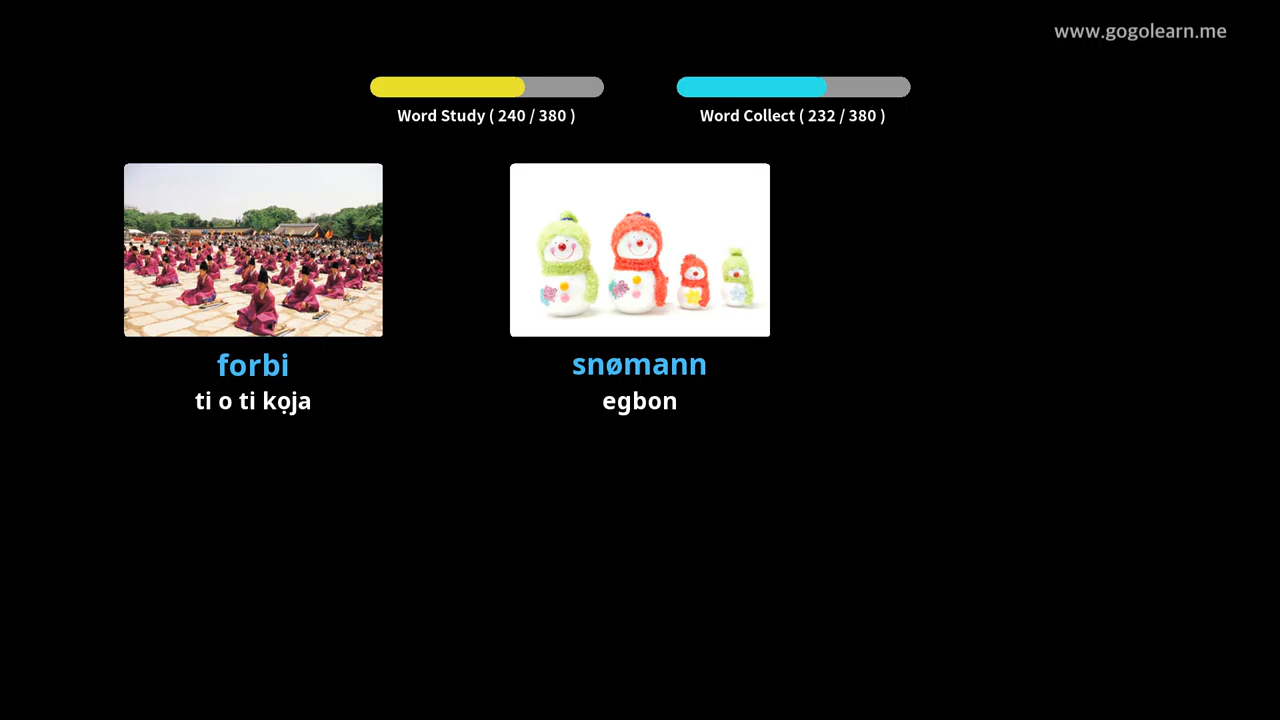 www.gogolearn.me
Word Study ( 240 / 380 )
Word Collect ( 232 / 380 )
forbi
ti o ti kọja
snømann
egbon